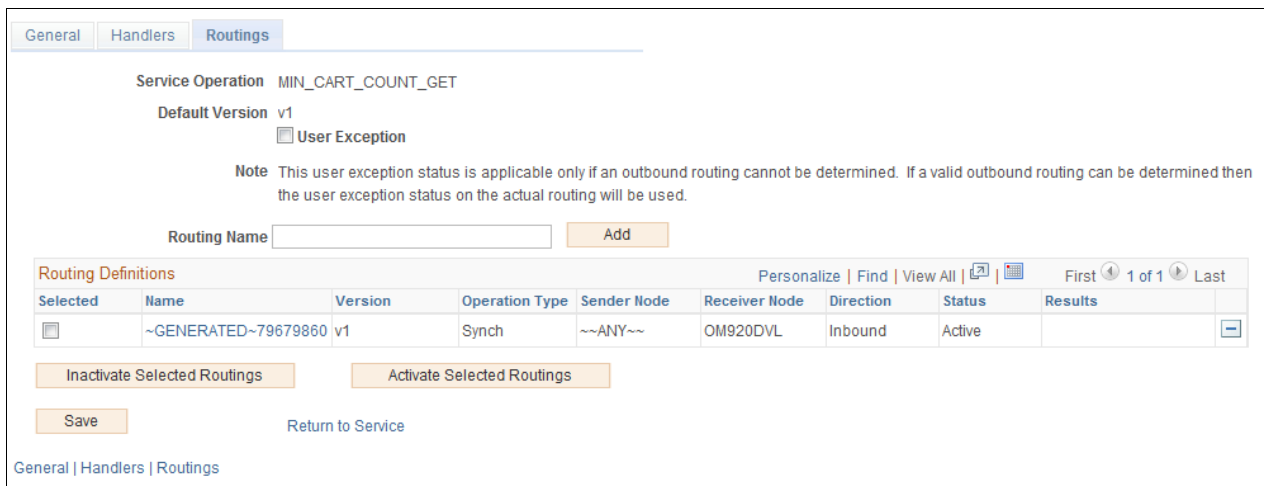 General Handlers Routings
Service Operation MIN_CART_COUNT_GET
Default Version v1
User Exception
Note This user exception status is applicable only if an outbound routing cannot be determined. If a valid outbound routing can be determined then
the user exception status on the actual routing will be used.
Routing Name Add
Routing Definitions Personalize | Find | View All | | First 1 of 1 Last
Selected Name Version Operation Type Sender Node Receiver Node Direction Status Results
~GENERATED~79679860 v1 Synch ~~ANY~~ OM920DVL Inbound Active
Inactivate Selected Routings Activate Selected Routings
Save Return to Service
General | Handlers | Routings